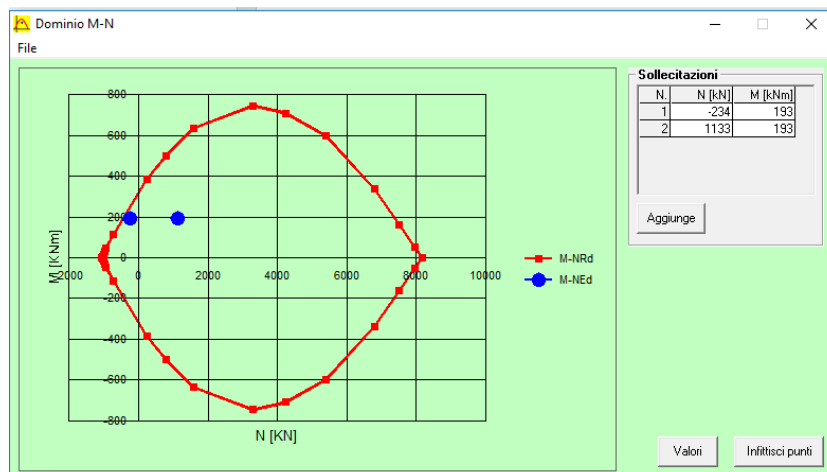 Dominio M-N
File
800
600
400
200
0
-2000 0 2000 4000 6000 8000 10000
-200
-400
-600
-800
M [KNm]
N [KN]
M-NRd
M-NEd
Sollecitazioni
N. N [kN] M [kNm]
1 -234 193
2 1133 193
Aggiunge
Valori
Infittisci punti